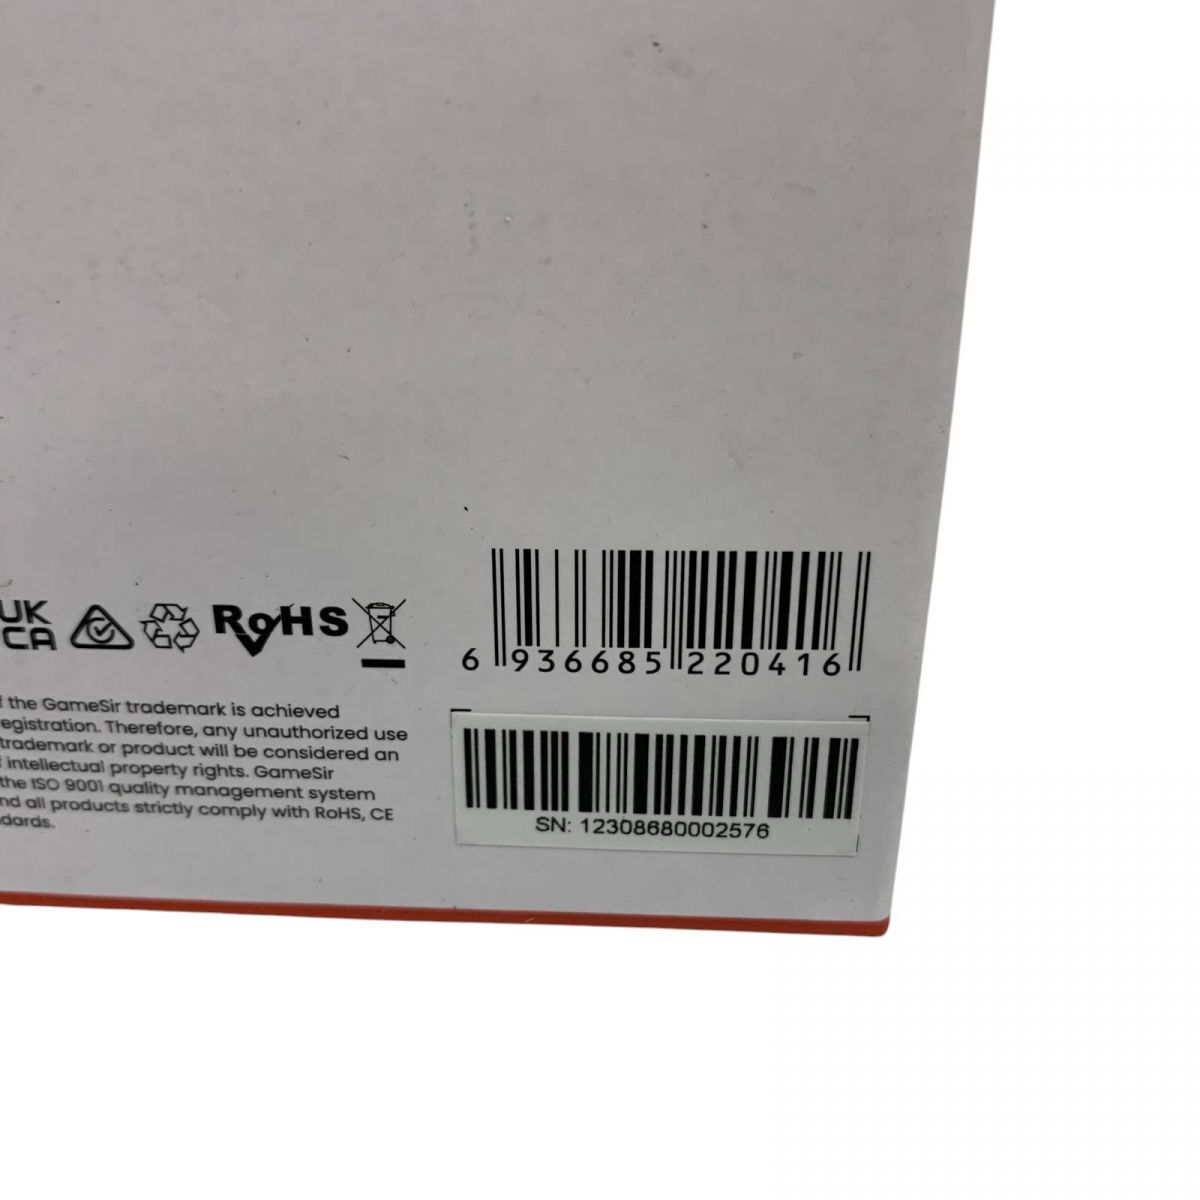 UK
CA
RoHS
6 936685 220416
f the GameSir trademark is achieved
egistration. Therefore, any unauthorized use
trademark or product will be considered an
f intellectual property rights. GameSir
the ISO 9001 quality management system
nd all products strictly comply with RoHS, CE
dards.
SN: 12308680002576